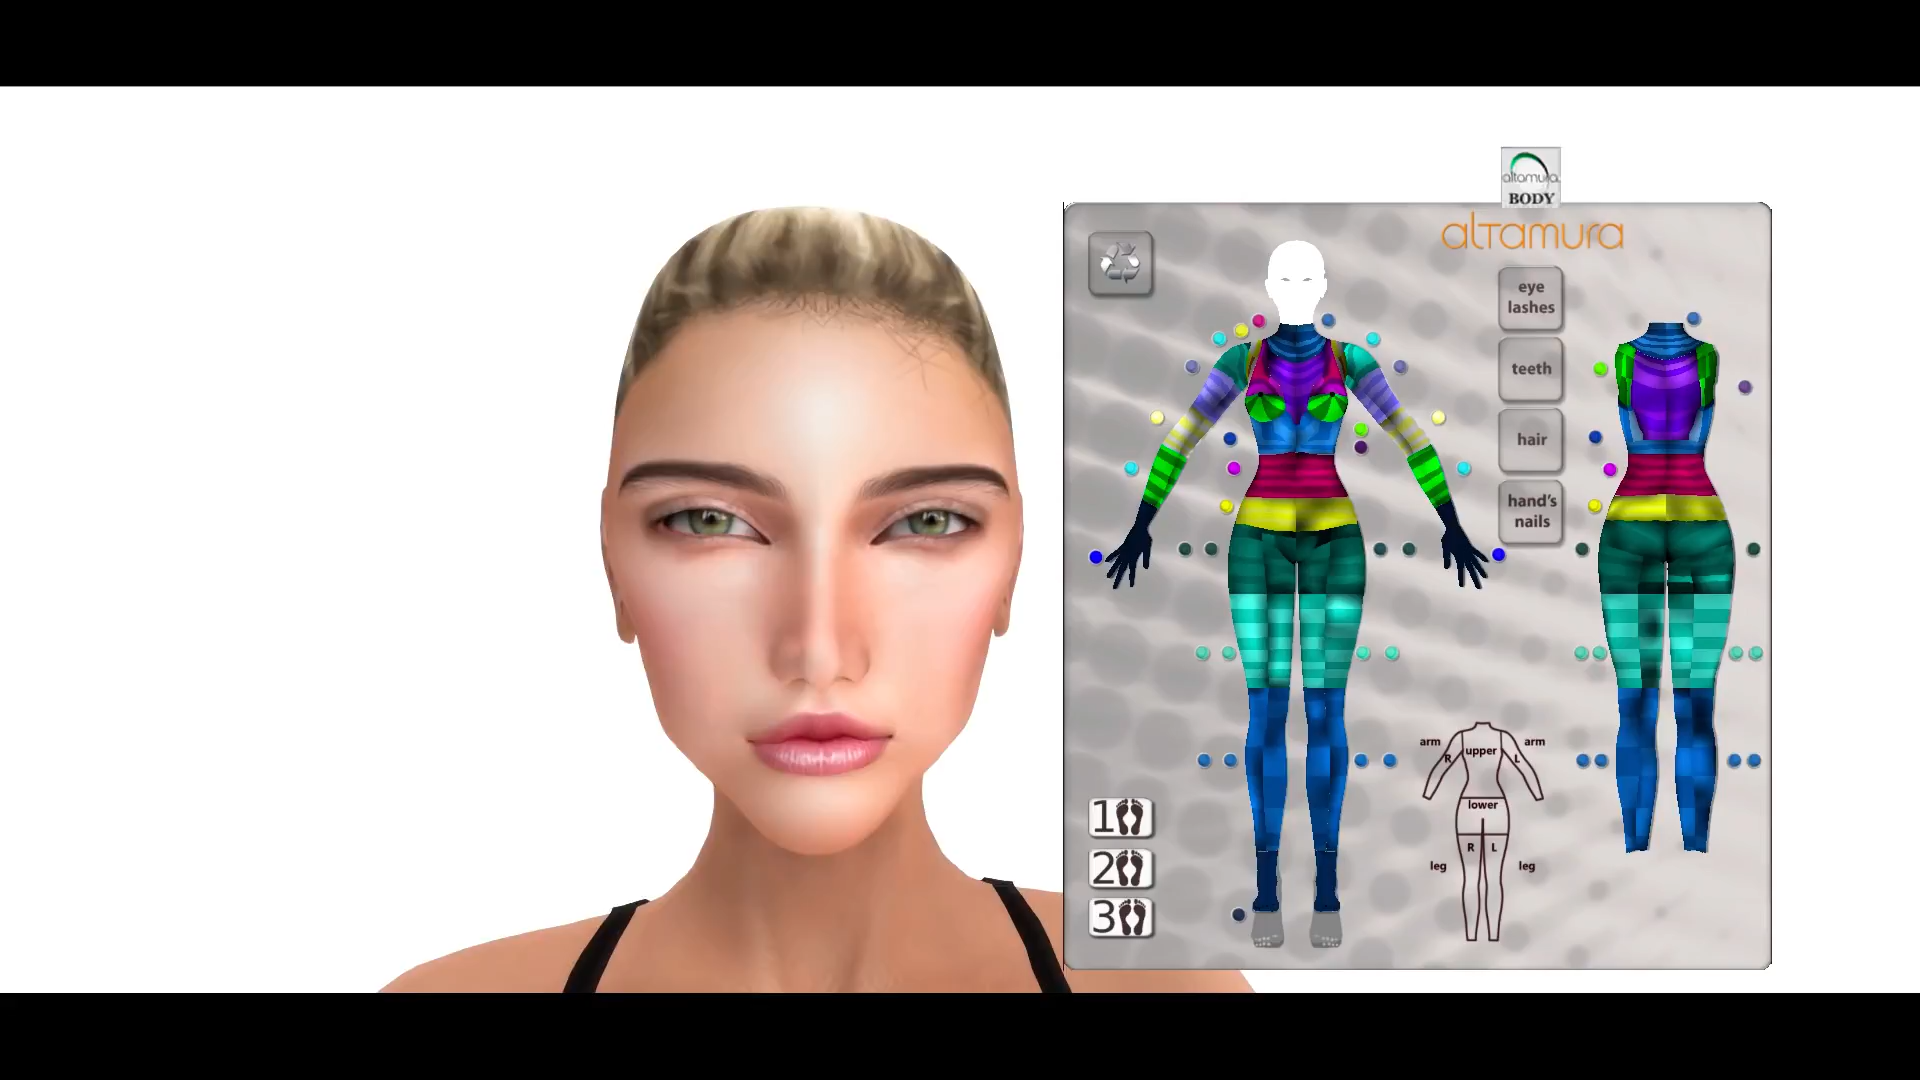 altamura
BODY
alTamura
eye
lashes
teeth
hair
hand's
nails
arm
upper
arm
R
L
lower
R
L
leg
leg
1
2
3